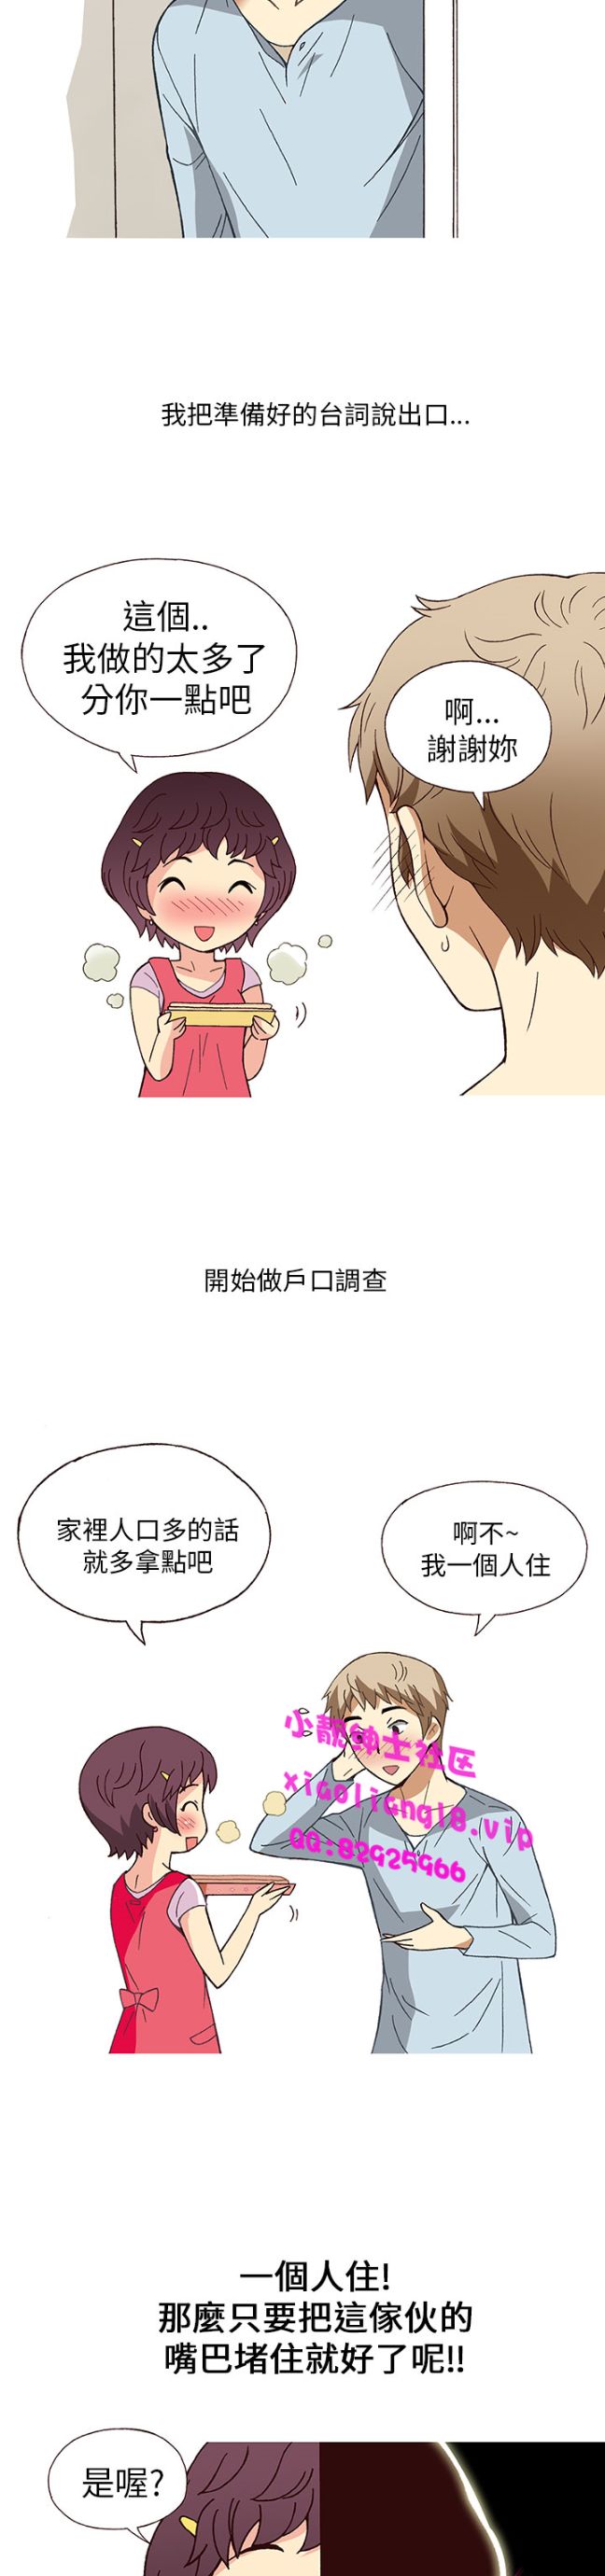 我把準備好的台詞說出口...
這個..
我做的太多了
分你一點吧
啊...
謝謝妳
開始做戶口調查
家裡人口多的話
就多拿點吧
啊不~
我一個人住
小靚紳士社区
xiaoliang18.vip
QQ:82925966
一個人住!
那麼只要把這傢伙的
嘴巴堵住就好了呢!!
是喔?